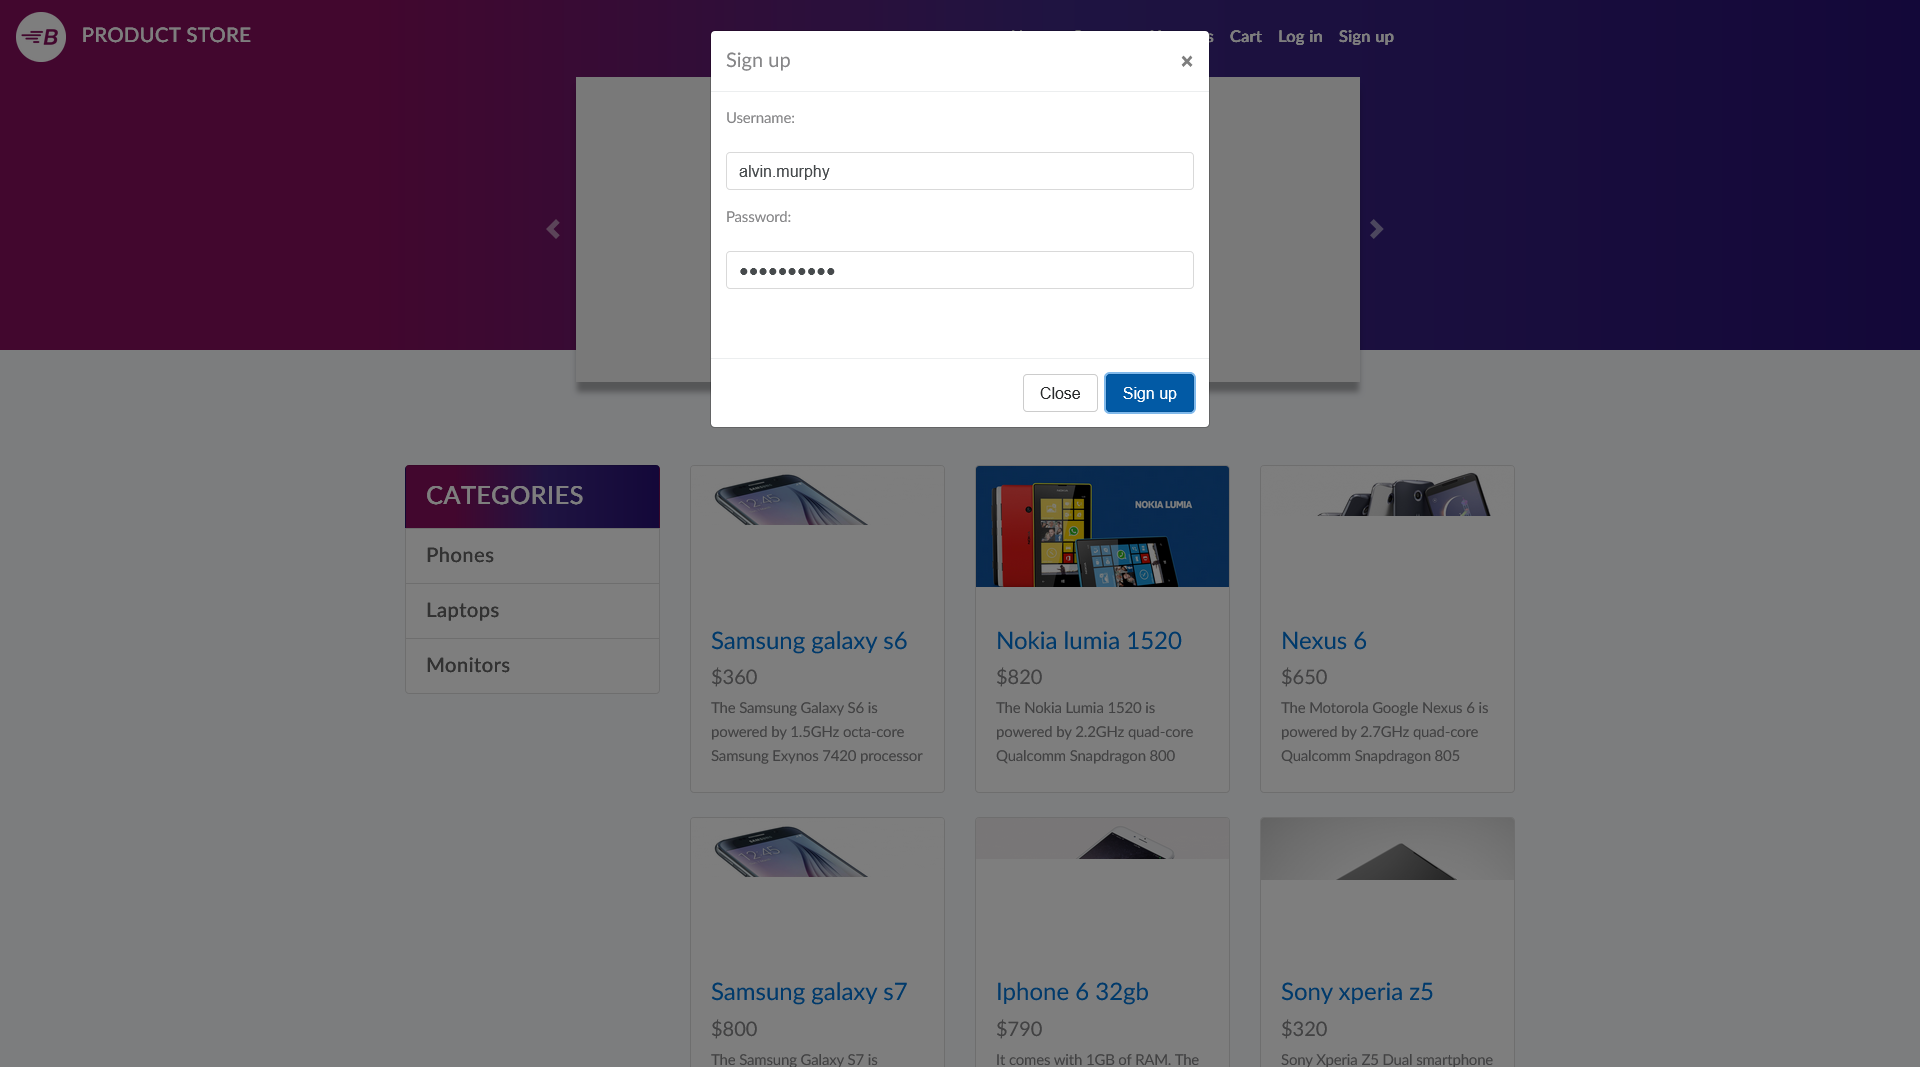 PRODUCT STORE
Cart Log in Sign up
Sign up
×
Username:
alvin.murphy
Password:
Close Sign up
CATEGORIES
Phones
Laptops
Monitors
12:45
NOKIA LUMIA
Samsung galaxy s6
$360
The Samsung Galaxy S6 is
powered by 1.5GHz octa-core
Samsung Exynos 7420 processor
Nokia lumia 1520
$820
The Nokia Lumia 1520 is
powered by 2.2GHz quad-core
Qualcomm Snapdragon 800
Nexus 6
$650
The Motorola Google Nexus 6 is
powered by 2.7GHz quad-core
Qualcomm Snapdragon 805
12:45
Samsung galaxy s7
$800
The Samsung Galaxy S7 is
Iphone 6 32gb
$790
It comes with 1GB of RAM. The
Sony xperia z5
$320
Sony Xperia Z5 Dual smartphone